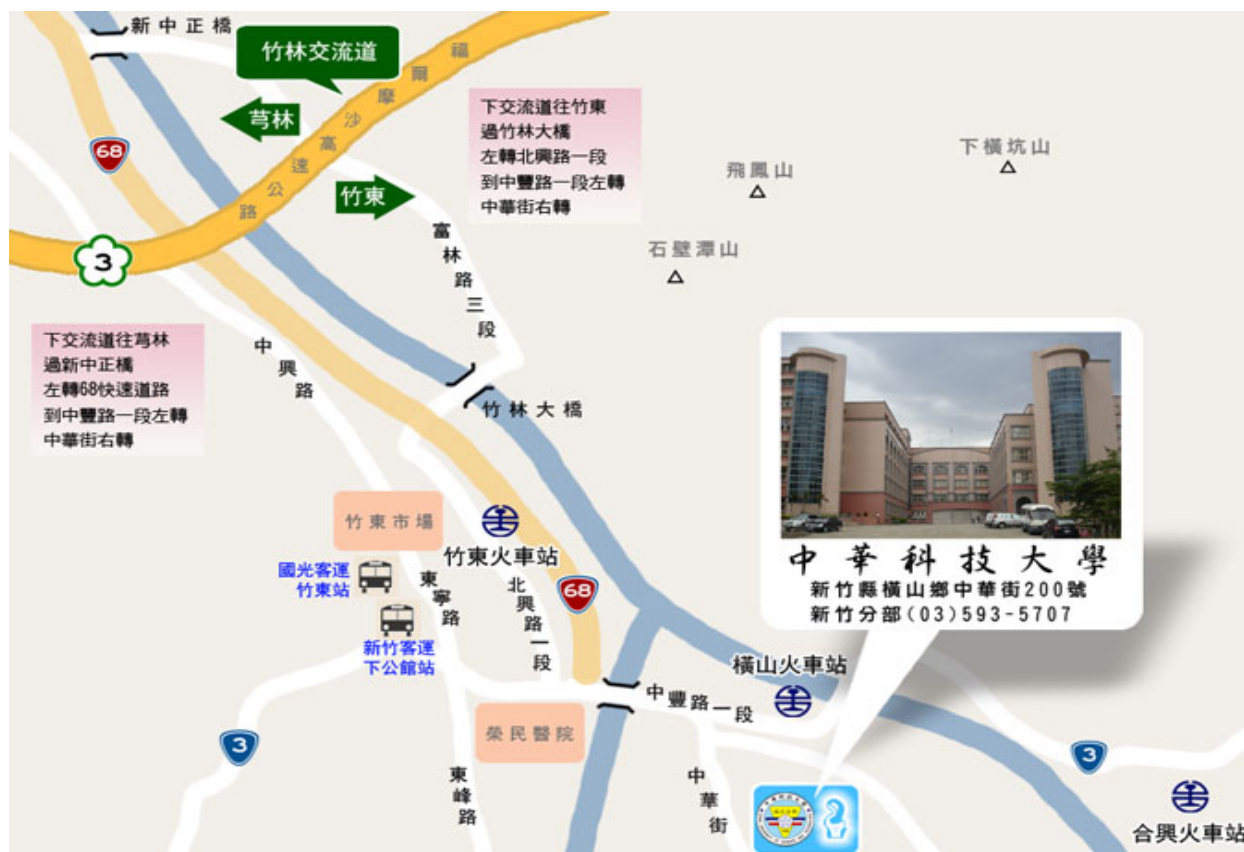 新中正橋
竹林交流道
福爾摩沙高速公路
芎林
68
竹東
下交流道往竹東
過竹林大橋
左轉北興路一段
到中豐路一段左轉
中華街右轉
下橫坑山
飛鳳山
石壁潭山
3
富林路三段
下交流道往芎林
過新中正橋
左轉68快速道路
到中豐路一段左轉
中華街右轉
中興路
竹林大橋
竹東市場
竹東火車站
國光客運
竹東站
東寧路
北興路一段
68
新竹客運
下公館站
中華科技大學
新竹縣橫山鄉中華街200號
新竹分部(03)593-5707
橫山火車站
中豐路一段
榮民醫院
3
3
東峰路
中華街
合興火車站